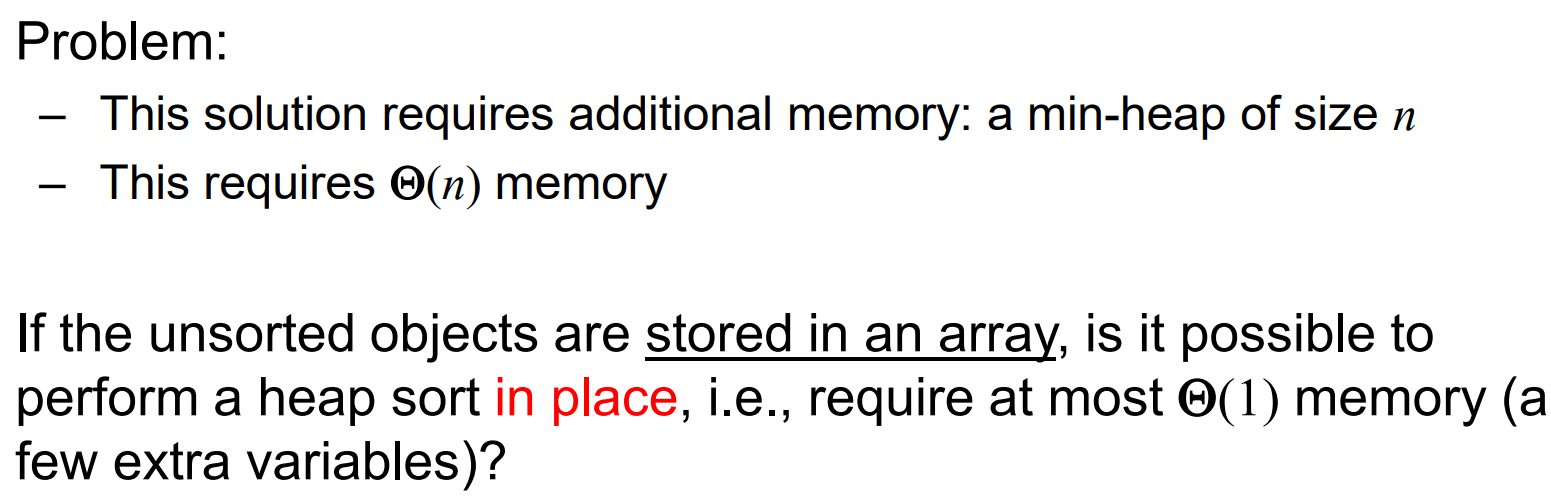 Problem:
– This solution requires additional memory: a min-heap of size n
– This requires Θ(n) memory
If the unsorted objects are stored in an array, is it possible to
perform a heap sort in place, i.e., require at most Θ(1) memory (a
few extra variables)?